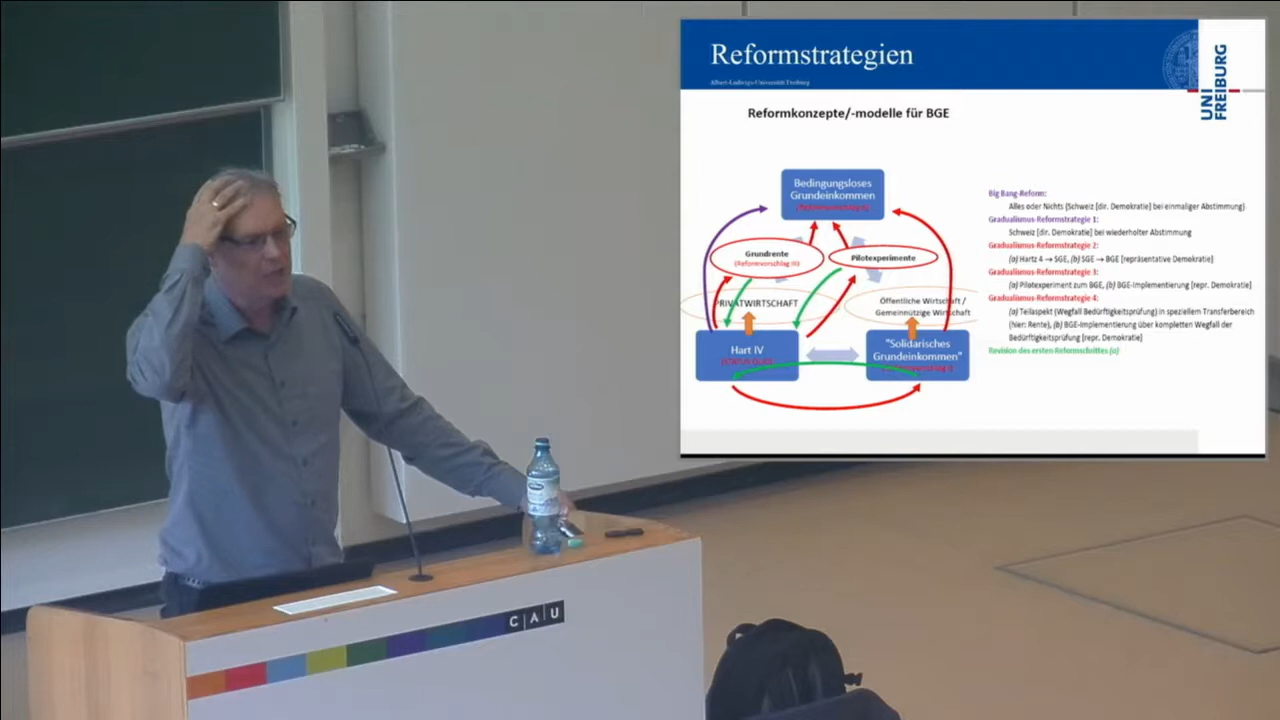 Reformstrategien
Albert-Ludwigs-Universität Freiburg
UNI
FREIBURG
Reformkonzepte/-modelle für BGE
Bedingungsloses
Grundeinkommen
Grundrente
(Reformvorschlag III)
Pilotexperimente
PRIVATWIRTSCHAFT
Öffentliche Wirtschaft /
Gemeinnützige Wirtschaft
Hart IV
"Solidarisches
Grundeinkommen"
Big Bang-Reform:
Alles oder Nichts (Schweiz [dir. Demokratie] bei einmaliger Abstimmung)
Gradualismus-Reformstrategie 1:
Schweiz [dir. Demokratie] bei wiederholter Abstimmung
Gradualismus-Reformstrategie 2:
(a) Hartz 4 → SGE, (b) SGE → BGE [repräsentative Demokratie]
Gradualismus-Reformstrategie 3:
(a) Pilotexperiment zum BGE, (b) BGE-Implementierung [repr. Demokratie]
Gradualismus-Reformstrategie 4:
(a) Teilaspekt (Wegfall Bedürftigkeitsprüfung) in speziellem Transferbereich
(hier: Rente), (b) BGE-Implementierung über kompletten Wegfall der
Bedürftigkeitsprüfung [repr. Demokratie]
Revision des ersten Reformschrittes (a)
CAU